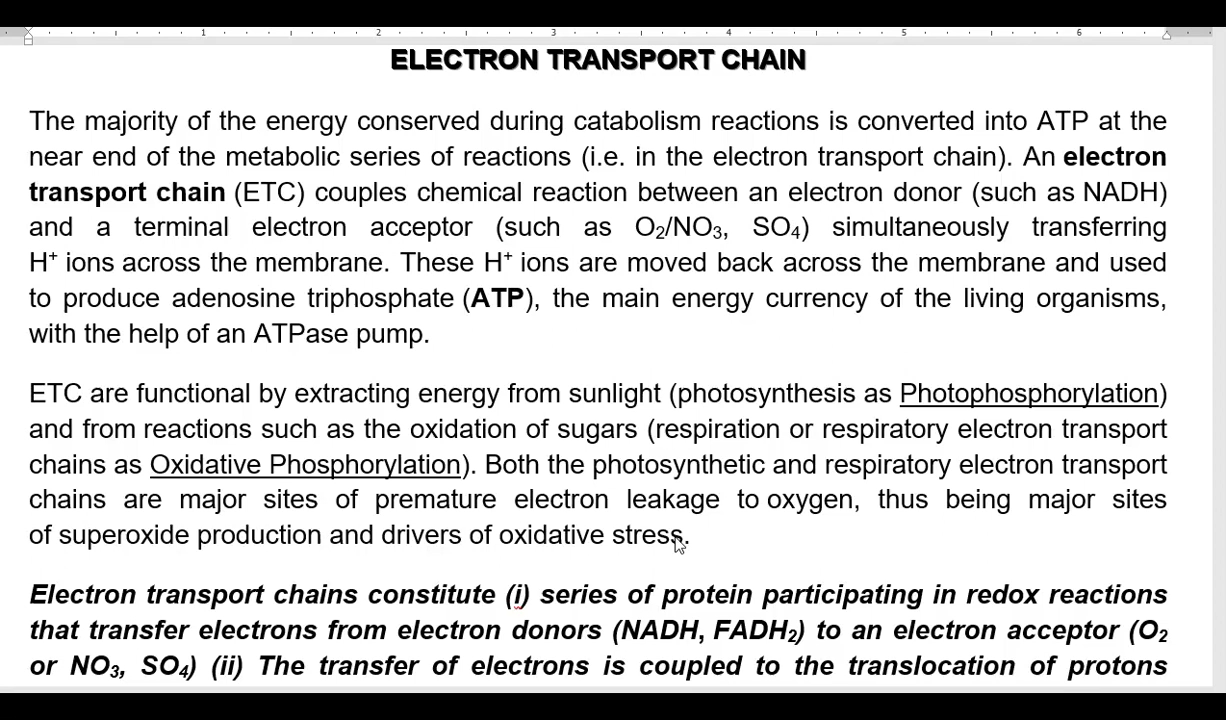 1 2 3 4 5 6
ELECTRON TRANSPORT CHAIN
The majority of the energy conserved during catabolism reactions is converted into ATP at the
near end of the metabolic series of reactions (i.e. in the electron transport chain). An electron
transport chain (ETC) couples chemical reaction between an electron donor (such as NADH)
and a terminal electron acceptor (such as O₂/NO₃, SO₄) simultaneously transferring
H⁺ ions across the membrane. These H⁺ ions are moved back across the membrane and used
to produce adenosine triphosphate (ATP), the main energy currency of the living organisms,
with the help of an ATPase pump.
ETC are functional by extracting energy from sunlight (photosynthesis as Photophosphorylation)
and from reactions such as the oxidation of sugars (respiration or respiratory electron transport
chains as Oxidative Phosphorylation). Both the photosynthetic and respiratory electron transport
chains are major sites of premature electron leakage to oxygen, thus being major sites
of superoxide production and drivers of oxidative stress.
Electron transport chains constitute (i) series of protein participating in redox reactions
that transfer electrons from electron donors (NADH, FADH₂) to an electron acceptor (O₂
or NO₃, SO₄) (ii) The transfer of electrons is coupled to the translocation of protons